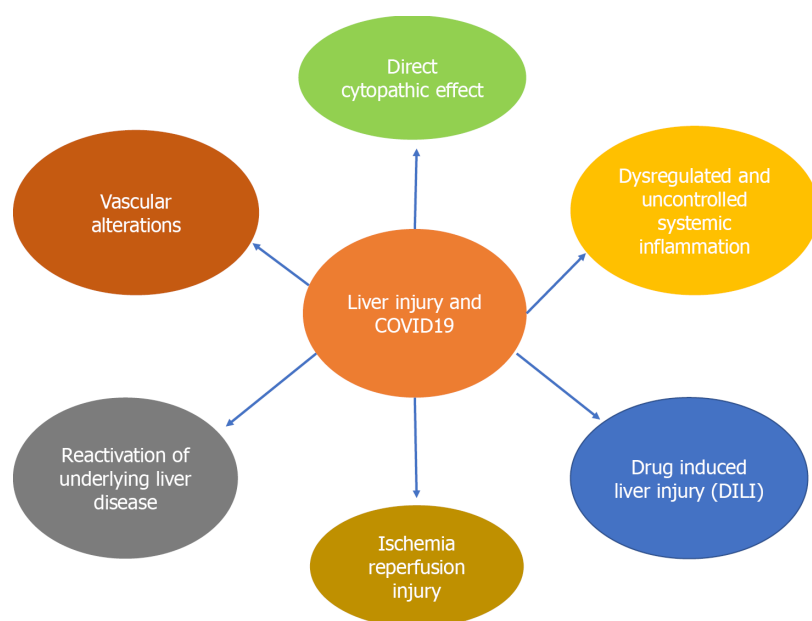 Direct
cytopathic effect
Vascular
alterations
Dysregulated and
uncontrolled
systemic
inflammation
Liver injury and
COVID19
Reactivation of
underlying liver
disease
Drug induced
liver injury (DILI)
Ischemia
reperfusion
injury